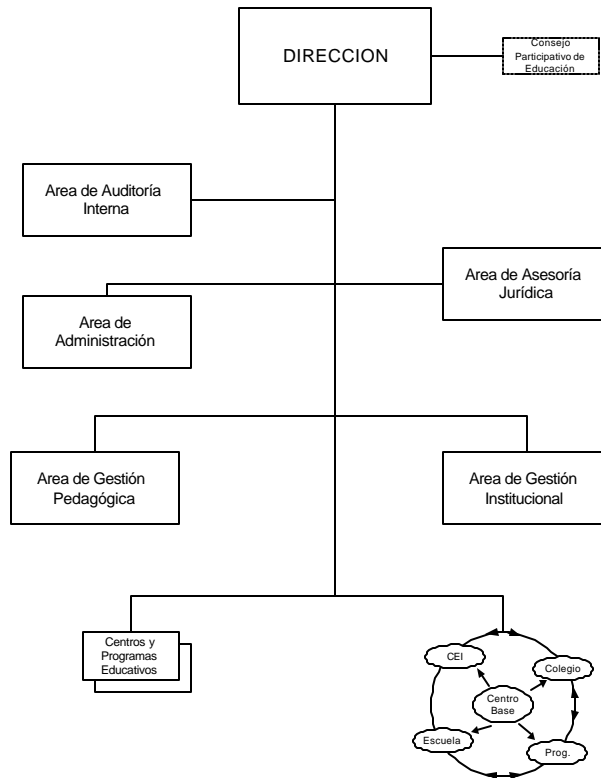 DIRECCION
Consejo
Participativo de
Educación
Area de Auditoría
Interna
Area de Asesoría
Jurídica
Area de
Administración
Area de Gestión
Pedagógica
Area de Gestión
Institucional
Centros y
Programas
Educativos
CEI
Colegio
Centro
Base
Escuela
Prog.